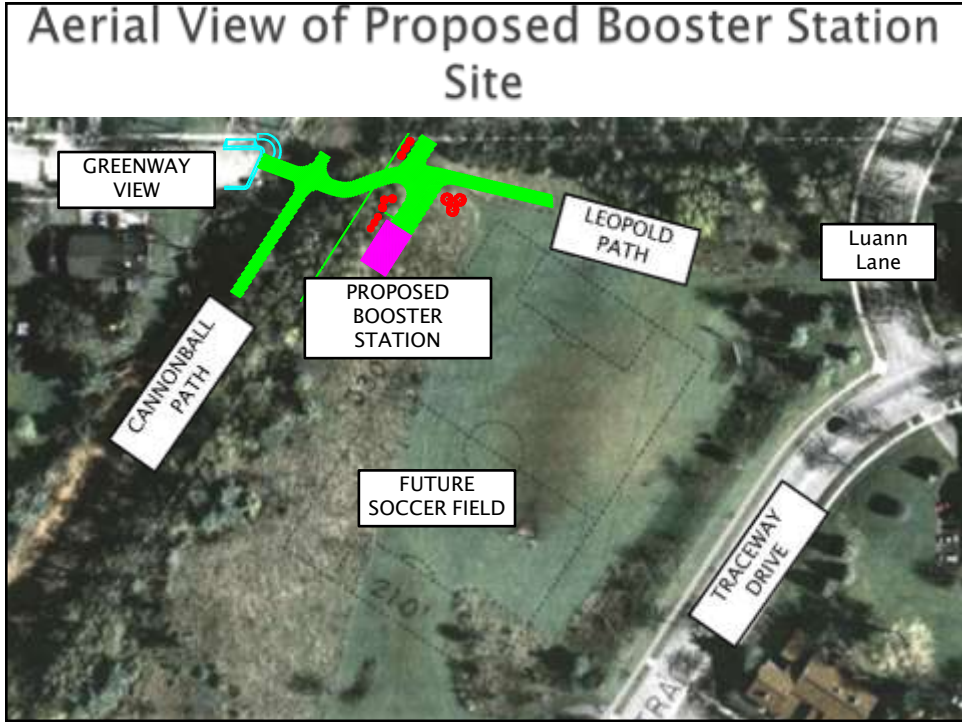 Aerial View of Proposed Booster Station
Site
GREENWAY
VIEW
LEOPOLD
PATH
Luann
Lane
PROPOSED
BOOSTER
STATION
CANNONBALL
PATH
FUTURE
SOCCER FIELD
TRACEWAY
DRIVE
210'
TRA